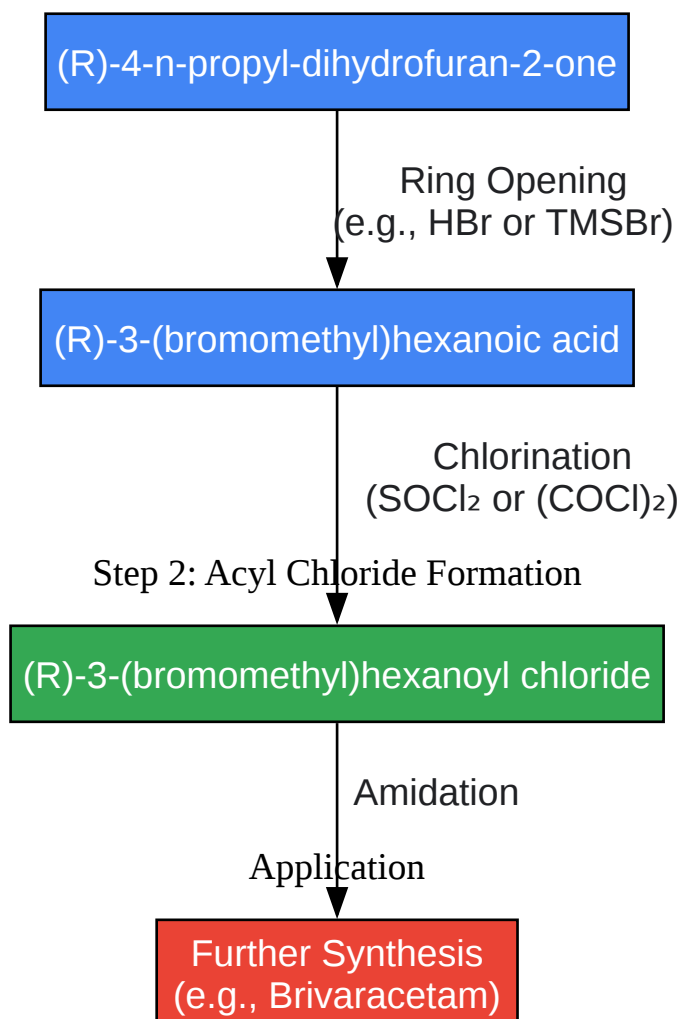 (R)-4-n-propyl-dihydrofuran-2-one
Ring Opening
(e.g., HBr or TMSBr)
(R)-3-(bromomethyl)hexanoic acid
Chlorination
(SOCl₂ or (COCl)₂)
Step 2: Acyl Chloride Formation
(R)-3-(bromomethyl)hexanoyl chloride
Amidation
Application
Further Synthesis
(e.g., Brivaracetam)